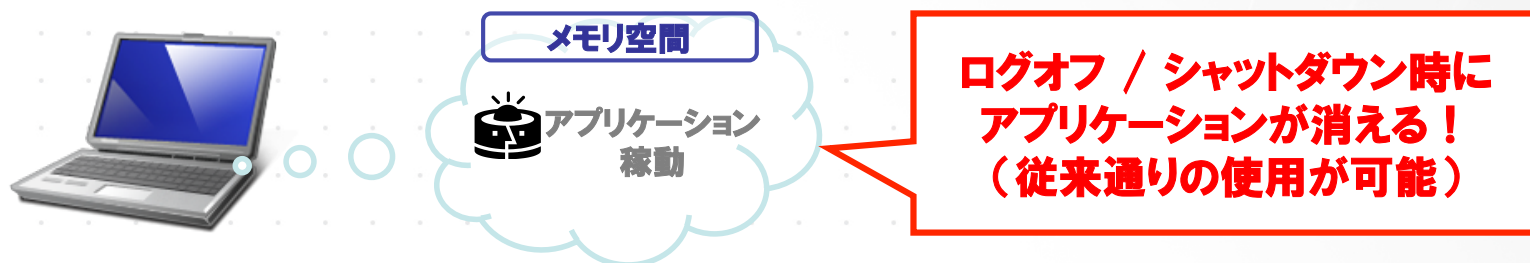 メモリ空間
アプリケーション
稼動
ログオフ / シャットダウン時に
アプリケーションが消える！
（従来通りの使用が可能）